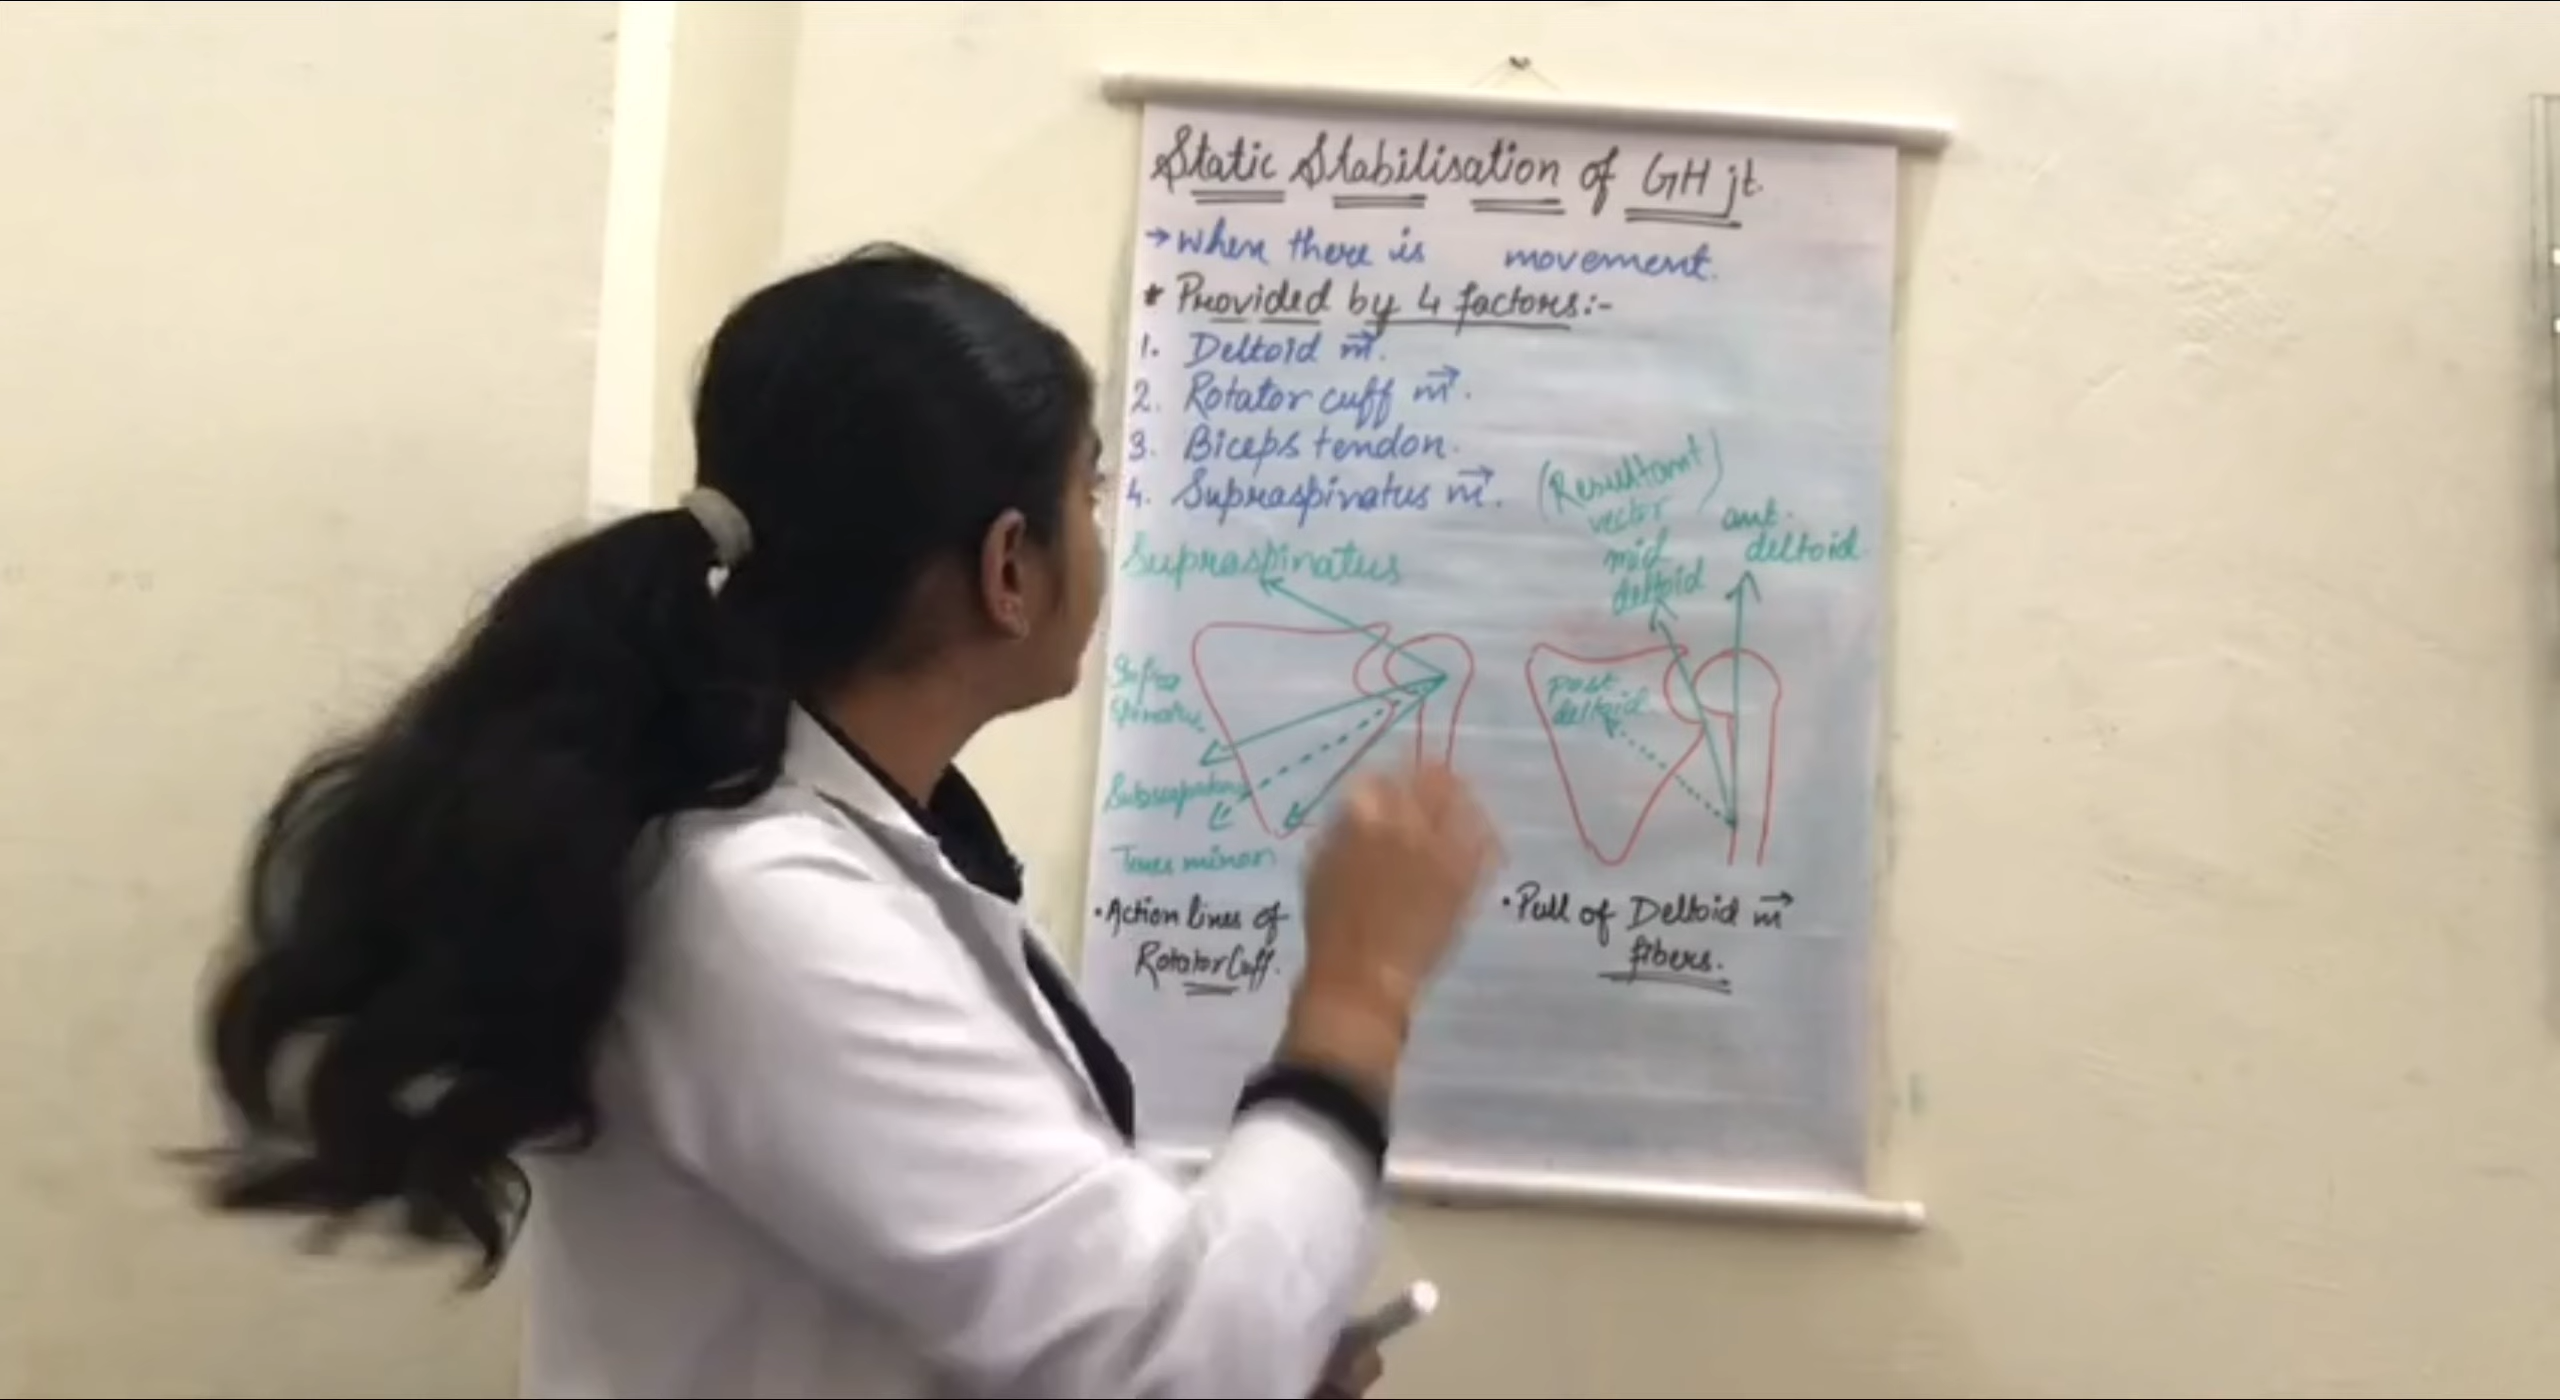 Static Stabilisation of GH jt.
→ when there is movement.
* Provided by 4 factors:-
1. Deltoid m⃗.
2. Rotator cuff m⃗.
3. Biceps tendon.
4. Supraspinatus m⃗.
(Resultant)
vector
mid
deltoid
ant.
deltoid
Supraspinatus
Infra
spinatus
post
deltoid
Subscapularis
Teres minor
• Action lines of
Rotator Cuff.
• Pull of Deltoid m⃗
fibers.